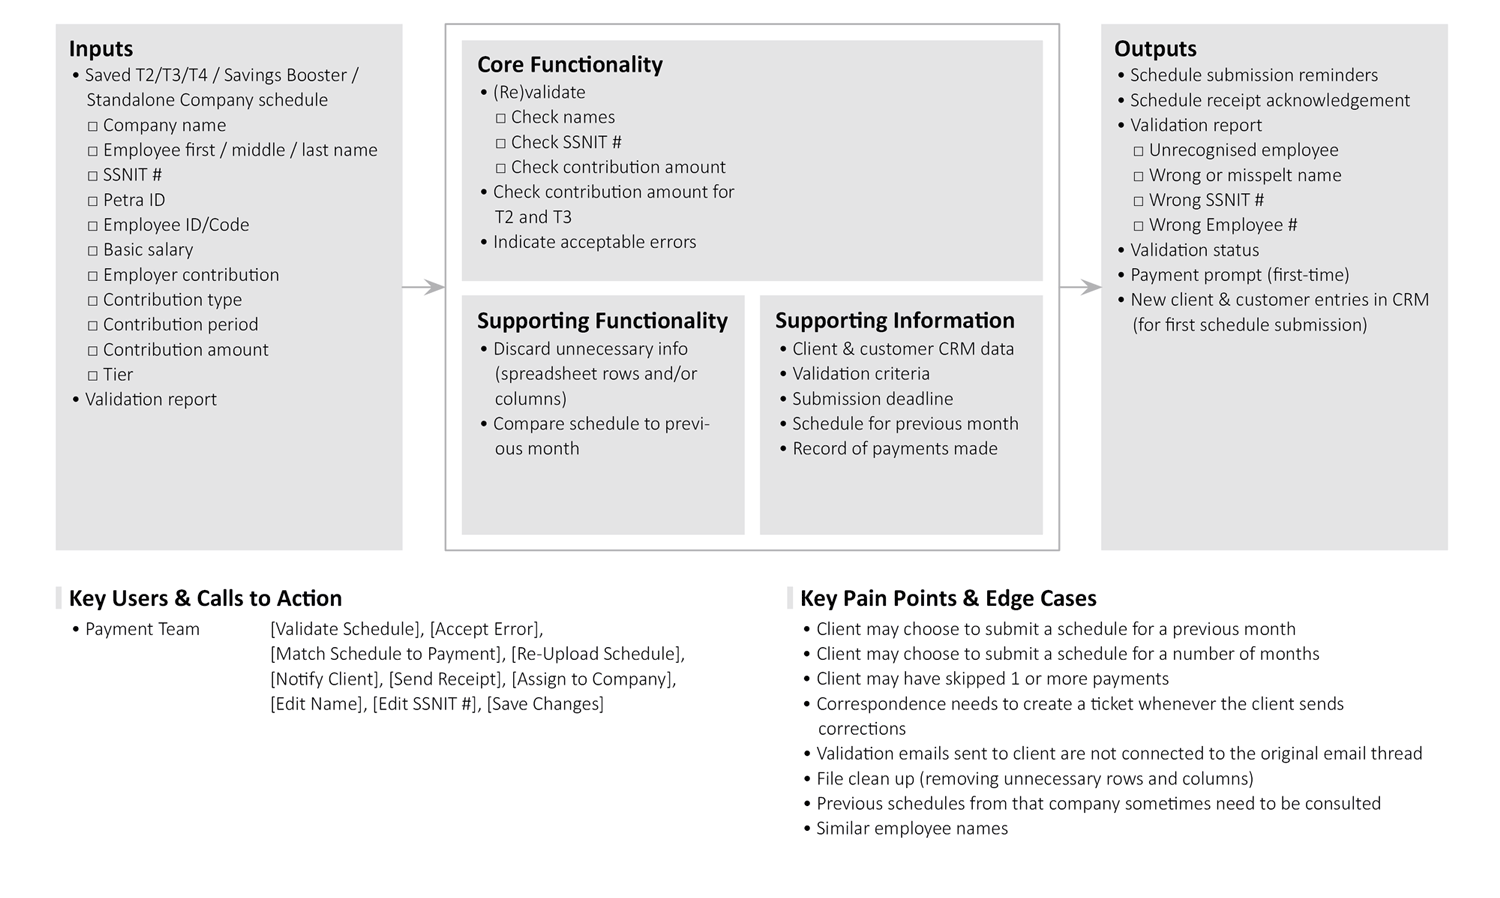 Inputs
• Saved T2/T3/T4 / Savings Booster /
Standalone Company schedule
□ Company name
□ Employee first / middle / last name
□ SSNIT #
□ Petra ID
□ Employee ID/Code
□ Basic salary
□ Employer contribution
□ Contribution type
□ Contribution period
□ Contribution amount
□ Tier
• Validation report
Core Functionality
• (Re)validate
□ Check names
□ Check SSNIT #
□ Check contribution amount
• Check contribution amount for
T2 and T3
• Indicate acceptable errors
Supporting Functionality
• Discard unnecessary info
(spreadsheet rows and/or
columns)
• Compare schedule to previ-
ous month
Supporting Information
• Client & customer CRM data
• Validation criteria
• Submission deadline
• Schedule for previous month
• Record of payments made
Outputs
• Schedule submission reminders
• Schedule receipt acknowledgement
• Validation report
□ Unrecognised employee
□ Wrong or misspelt name
□ Wrong SSNIT #
□ Wrong Employee #
• Validation status
• Payment prompt (first-time)
• New client & customer entries in CRM
(for first schedule submission)
Key Users & Calls to Action
• Payment Team [Validate Schedule], [Accept Error],
[Match Schedule to Payment], [Re-Upload Schedule],
[Notify Client], [Send Receipt], [Assign to Company],
[Edit Name], [Edit SSNIT #], [Save Changes]
Key Pain Points & Edge Cases
• Client may choose to submit a schedule for a previous month
• Client may choose to submit a schedule for a number of months
• Client may have skipped 1 or more payments
• Correspondence needs to create a ticket whenever the client sends
corrections
• Validation emails sent to client are not connected to the original email thread
• File clean up (removing unnecessary rows and columns)
• Previous schedules from that company sometimes need to be consulted
• Similar employee names